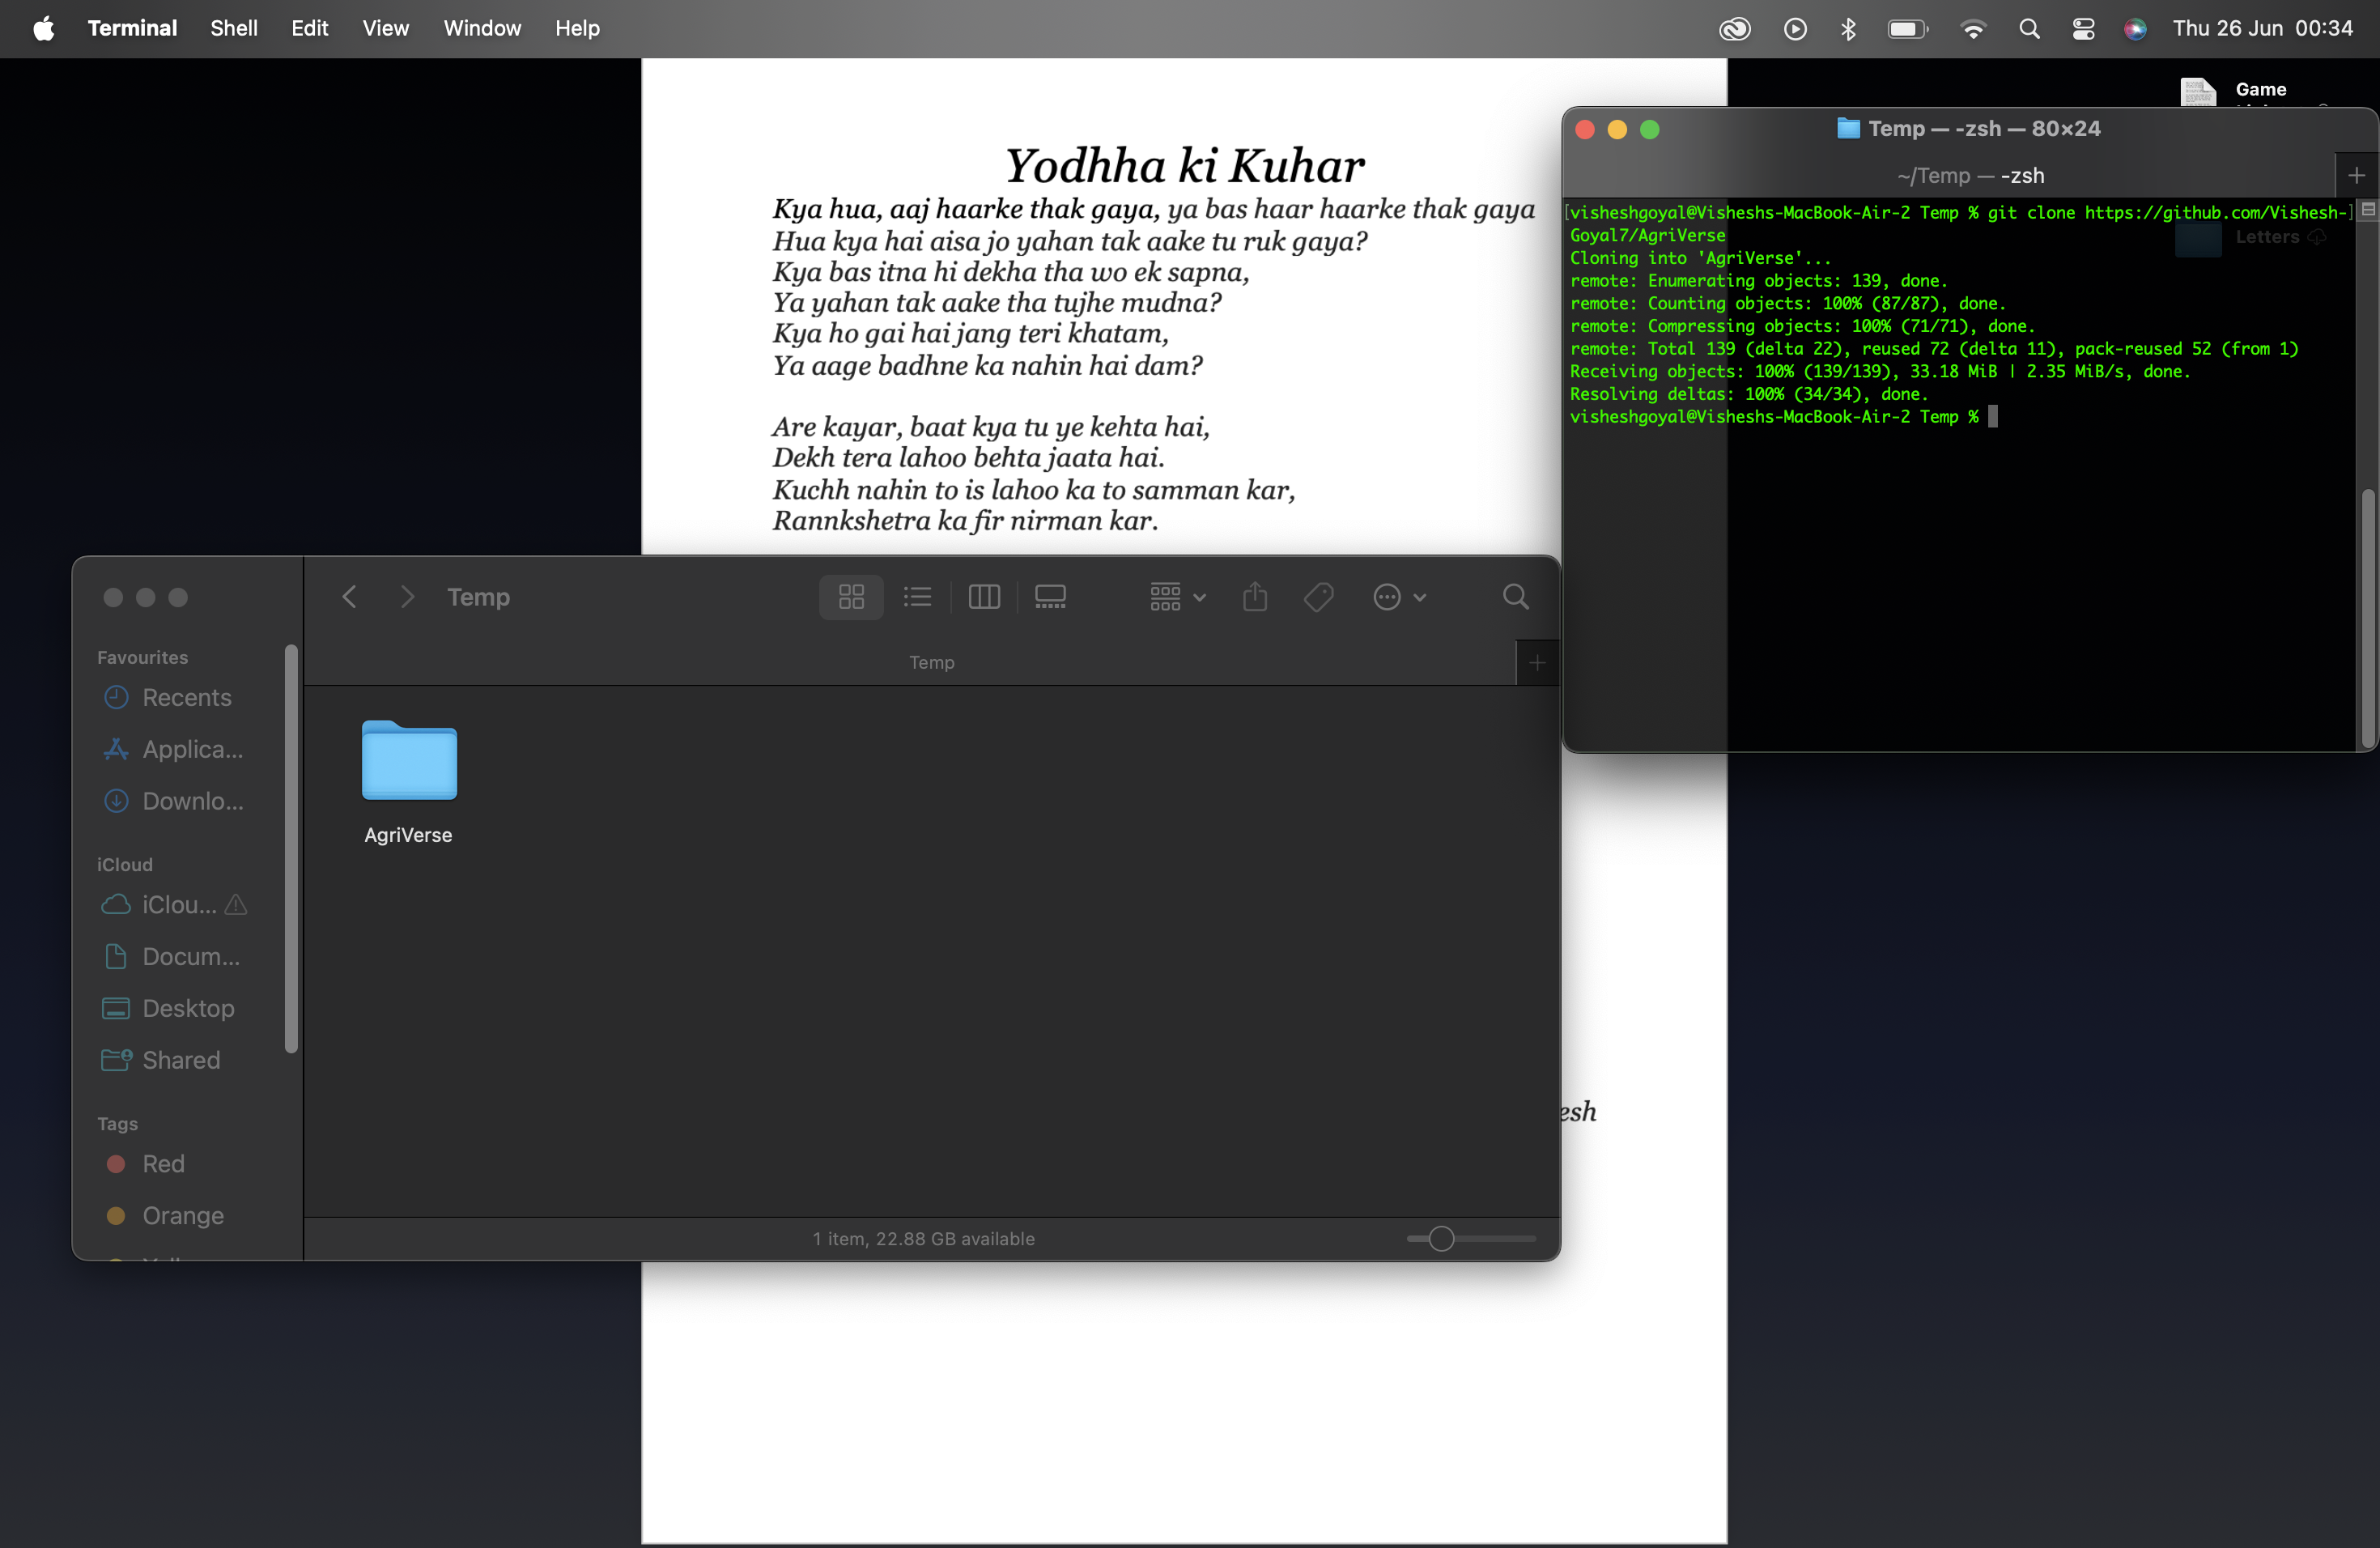 Terminal Shell Edit View Window Help Thu 26 Jun 00:34
Game
Yodhha ki Kuhar
Kya hua, aaj haarke thak gaya, ya bas haar haarke thak gaya
Hua kya hai aisa jo yahan tak aake tu ruk gaya?
Kya bas itna hi dekha tha wo ek sapna,
Ya yahan tak aake tha tujhe mudna?
Kya ho gai hai jang teri khatam,
Ya aage badhne ka nahin hai dam?
Are kayar, baat kya tu ye kehta hai,
Dekh tera lahoo behta jaata hai.
Kuchh nahin to is lahoo ka to samman kar,
Rannkshetra ka fir nirman kar.
esh
Temp — -zsh — 80×24
~/Temp — -zsh
[visheshgoyal@Visheshs-MacBook-Air-2 Temp % git clone https://github.com/Vishesh-]
Goyal7/AgriVerse
Cloning into 'AgriVerse'...
remote: Enumerating objects: 139, done.
remote: Counting objects: 100% (87/87), done.
remote: Compressing objects: 100% (71/71), done.
remote: Total 139 (delta 22), reused 72 (delta 11), pack-reused 52 (from 1)
Receiving objects: 100% (139/139), 33.18 MiB | 2.35 MiB/s, done.
Resolving deltas: 100% (34/34), done.
visheshgoyal@Visheshs-MacBook-Air-2 Temp %
Letters
Temp
Temp
Favourites
Recents
Applica...
Downlo...
iCloud
iClou...
Docum...
Desktop
Shared
Tags
Red
Orange
AgriVerse
1 item, 22.88 GB available